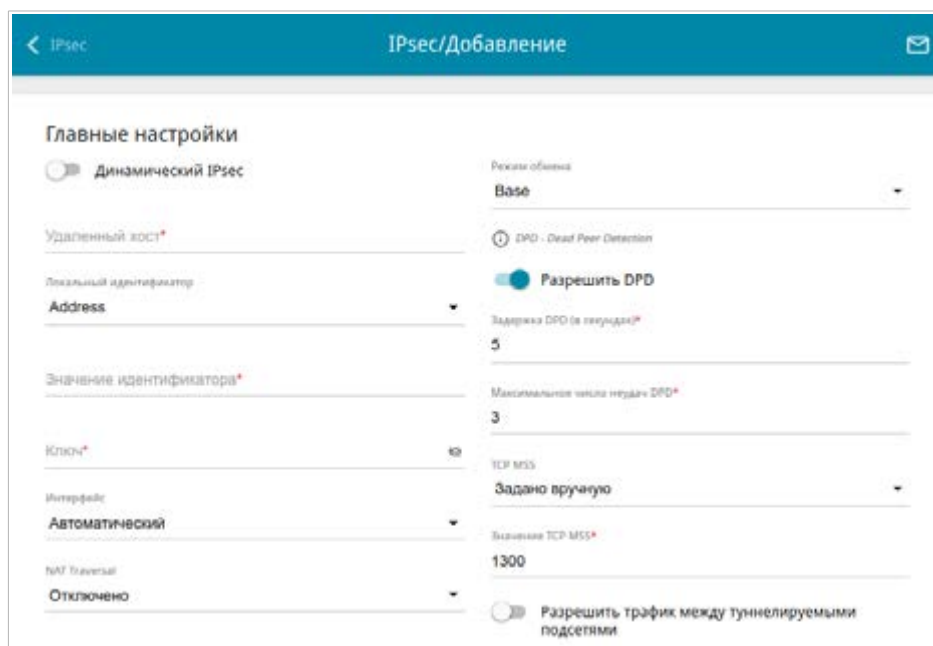 IPsec
IPsec/Добавление
Главные настройки
Динамический IPsec
Удаленный хост*
Локальный идентификатор
Address
Значение идентификатора*
Ключ*
Интерфейс
Автоматический
NAT Traversal
Отключено
Режим обмена
Base
DPD - Dead Peer Detection
Разрешить DPD
Задержка DPD (в секундах)*
5
Максимальное число неудач DPD*
3
TCP MSS
Задано вручную
Значение TCP MSS*
1300
Разрешить трафик между туннелируемыми
подсетями